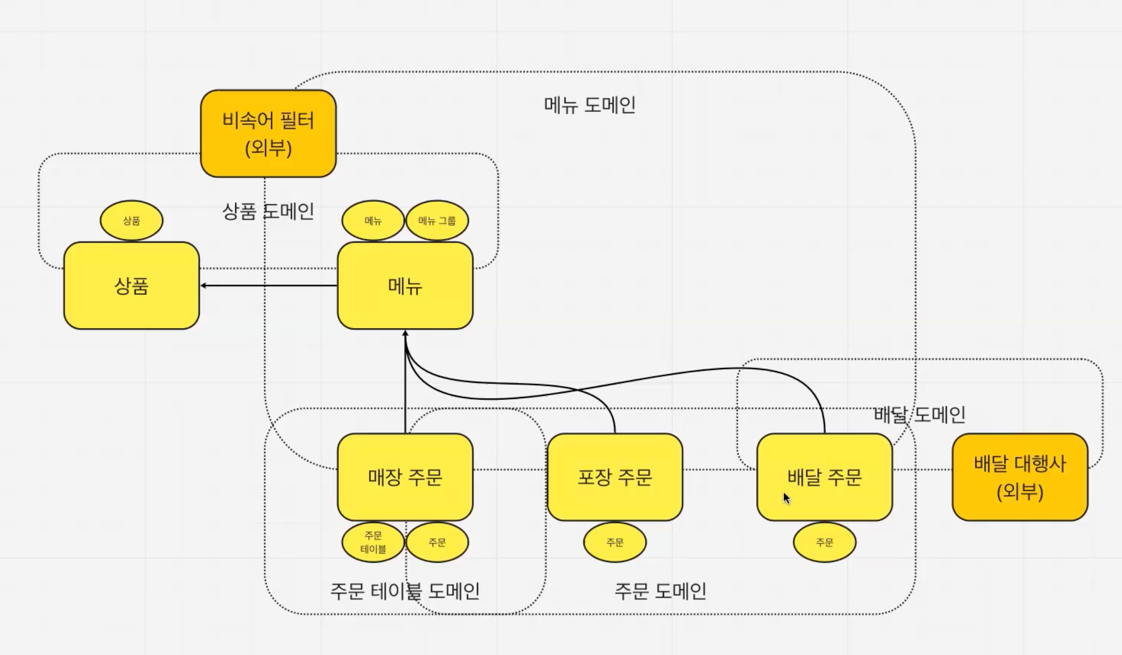 메뉴 도메인
비속어 필터
(외부)
상품 도메인
상품
메뉴
메뉴 그룹
상품
메뉴
배달 도메인
매장 주문
포장 주문
배달 주문
배달 대행사
(외부)
주문
테이블
주문
주문
주문
주문 테이블 도메인
주문 도메인